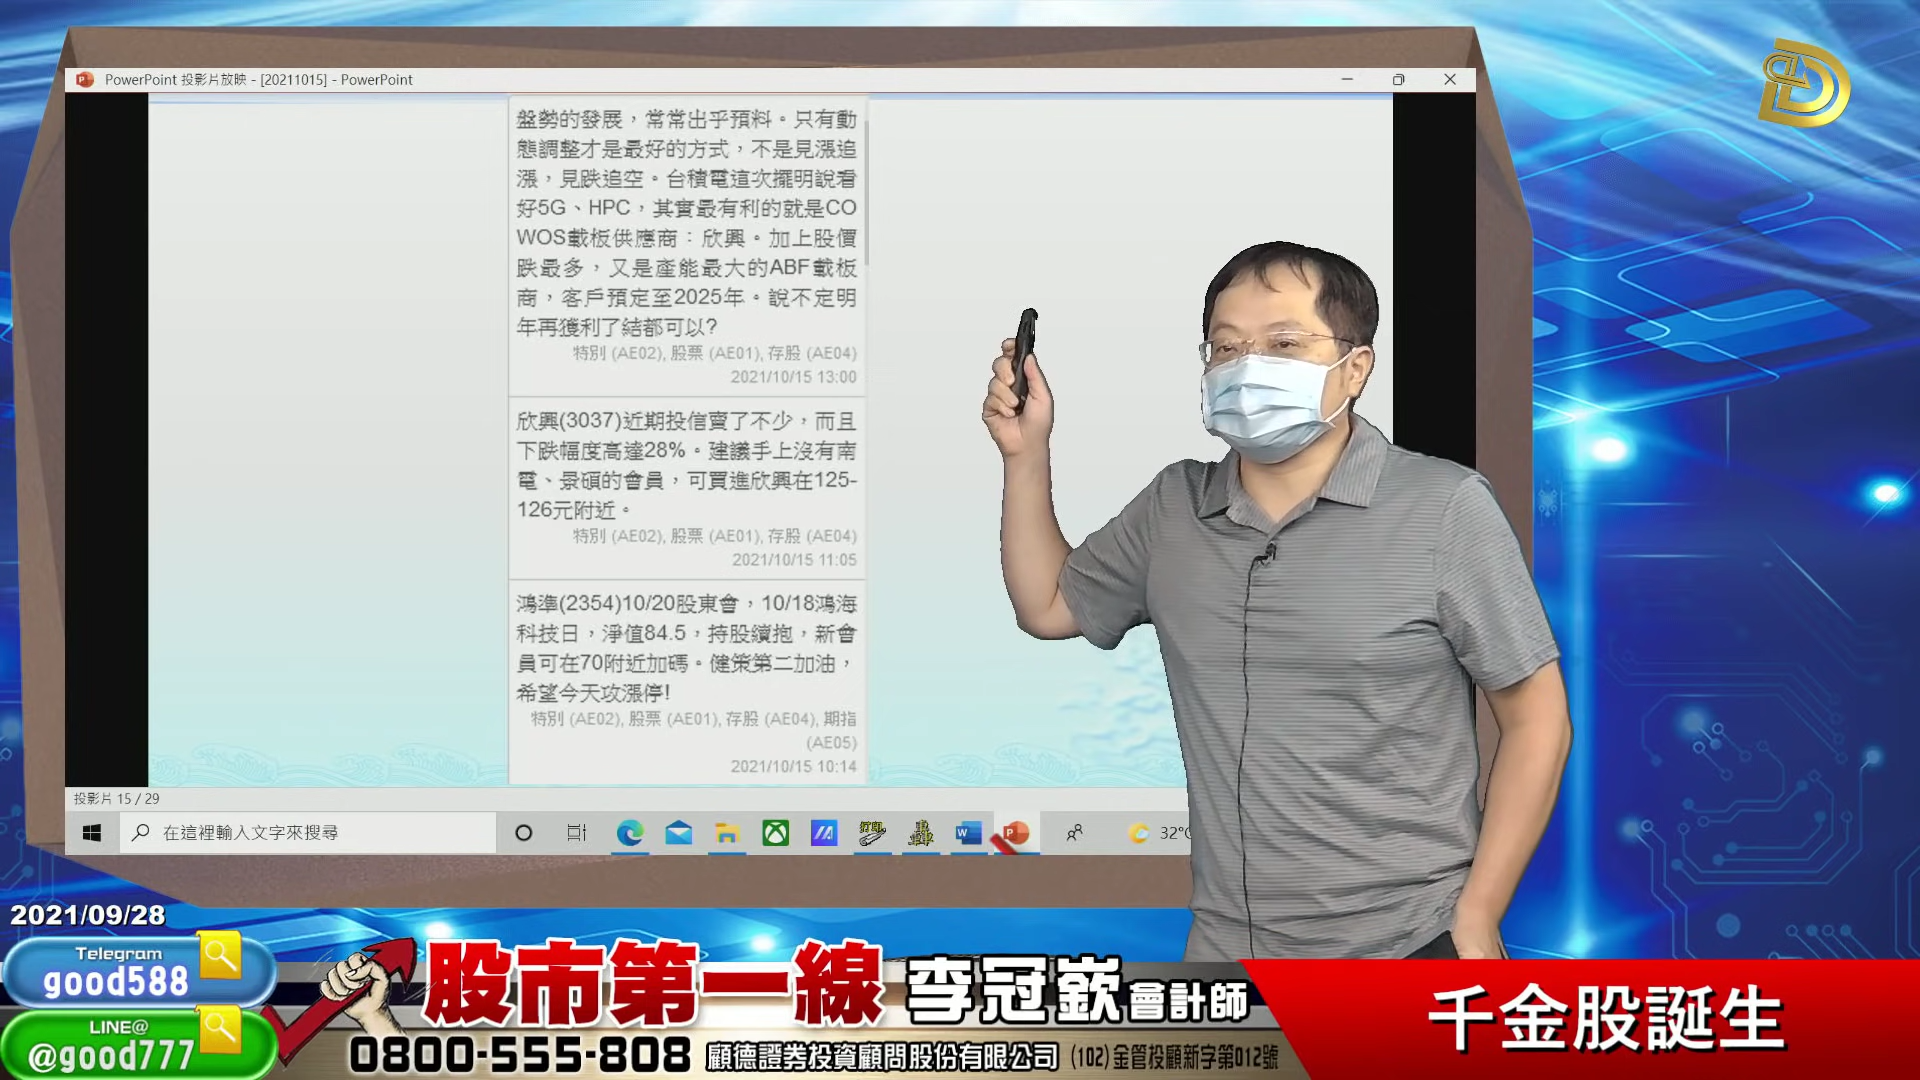 PowerPoint 投影片放映 - [20211015] - PowerPoint
盤勢的發展，常常出乎預料。只有動
態調整才是最好的方式，不是見漲追
漲，見跌追空。台積電這次擺明說看
好5G、HPC，其實最有利的就是CO
WOS載板供應商：欣興。加上股價
跌最多，又是產能最大的ABF載板
商，客戶預定至2025年。說不定明
年再獲利了結都可以?
特別 (AE02), 股票 (AE01), 存股 (AE04)
2021/10/15 13:00
欣興(3037)近期投信賣了不少，而且
下跌幅度高達28%。建議手上沒有南
電、景碩的會員，可買進欣興在125-
126元附近。
特別 (AE02), 股票 (AE01), 存股 (AE04)
2021/10/15 11:05
鴻準(2354)10/20股東會，10/18鴻海
科技日，淨值84.5，持股續抱，新會
員可在70附近加碼。健策第二加油，
希望今天攻漲停!
特別 (AE02), 股票 (AE01), 存股 (AE04), 期指
(AE05)
2021/10/15 10:14
投影片 15 / 29
在這裡輸入文字來搜尋
32°C
2021/09/28
Telegram
good588
LINE@
@good777
股市第一線 李冠嶔 會計師
0800-555-808 顧德證券投資顧問股份有限公司 (102)金管投顧新字第012號
千金股誕生